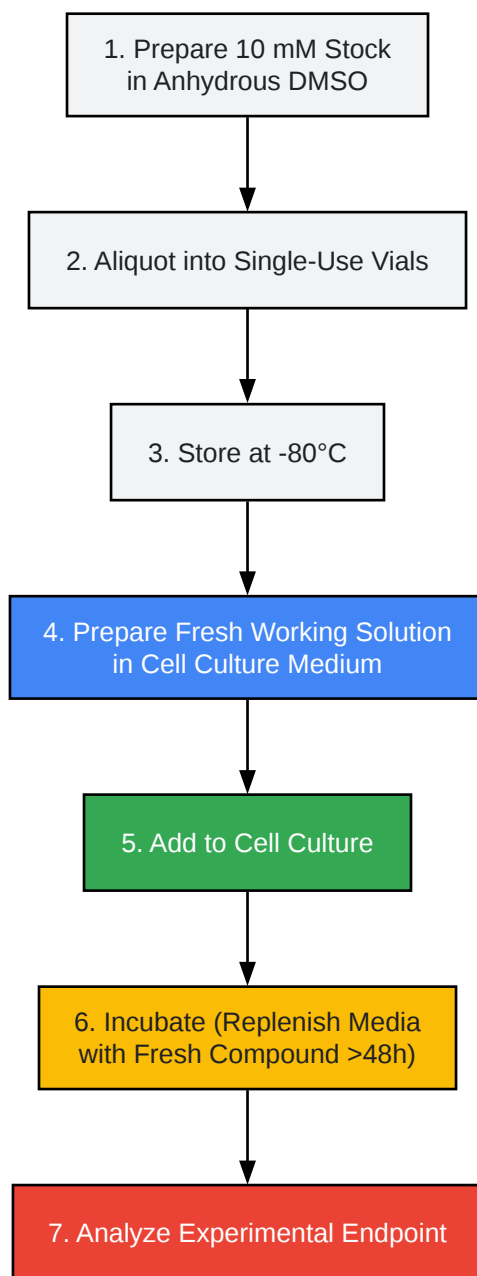 1. Prepare 10 mM Stock
in Anhydrous DMSO
2. Aliquot into Single-Use Vials
3. Store at -80°C
4. Prepare Fresh Working Solution
in Cell Culture Medium
5. Add to Cell Culture
6. Incubate (Replenish Media
with Fresh Compound >48h)
7. Analyze Experimental Endpoint